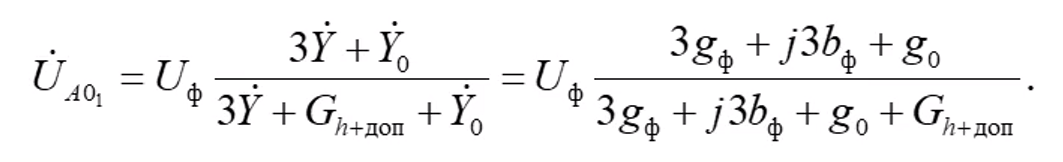 U̇_{A0₁} = U_ф (3Ẏ + Ẏ₀)/(3Ẏ + G_{h+доп} + Ẏ₀) = U_ф (3g_ф + j3b_ф + g₀)/(3g_ф + j3b_ф + g₀ + G_{h+доп}).